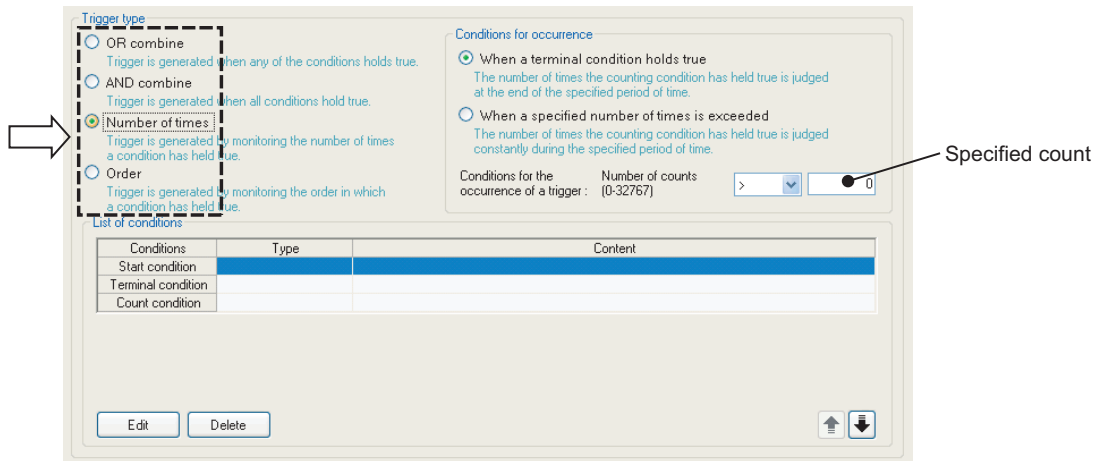 Trigger type
OR combine
Trigger is generated when any of the conditions holds true.
AND combine
Trigger is generated when all conditions hold true.
Number of times
Trigger is generated by monitoring the number of times
a condition has held true.
Order
Trigger is generated by monitoring the order in which
a condition has held true.
Conditions for occurrence
When a terminal condition holds true
The number of times the counting condition has held true is judged
at the end of the specified period of time.
When a specified number of times is exceeded
The number of times the counting condition has held true is judged
constantly during the specified period of time.
Conditions for the Number of counts
occurrence of a trigger : (0-32767) > 0
Specified count
List of conditions
Conditions Type Content
Start condition
Terminal condition
Count condition
Edit Delete